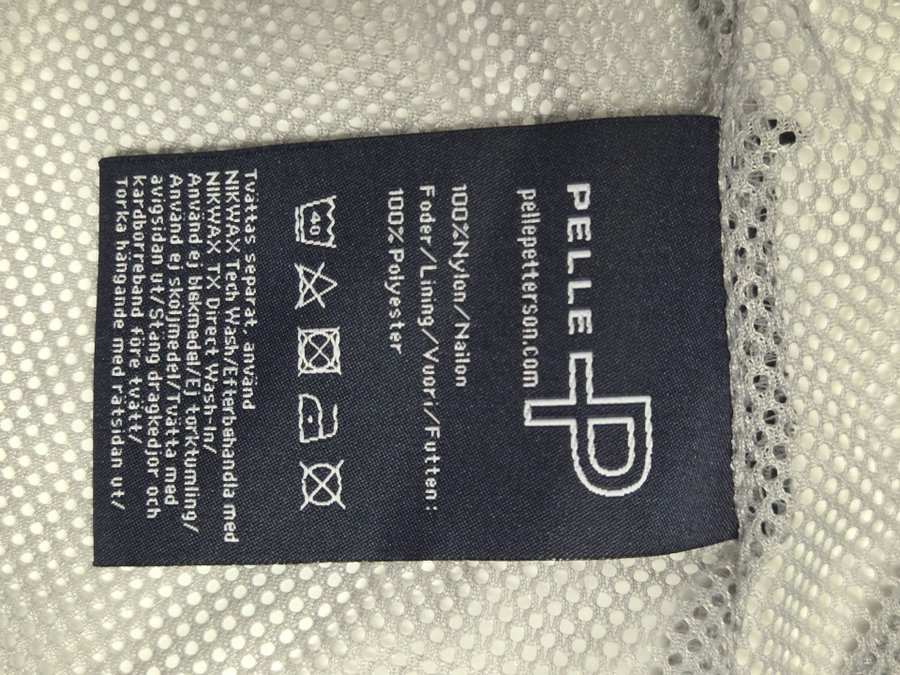 PELLE P
pellepetterson.com
100%Nylon/Nailon
Foder/Lining/Vuori/Futten:
100%Polyester
40
Tvättas separat, använd
NIKWAX Tech Wash/Efterbehandla med
NIKWAX TX Direct Wash-in/
Använd ej blekmedel/Ej torktumling/
Använd ej sköljmedel/Tvätta med
avigsidan ut/Stäng dragkedjor och
kardborreband före tvätt/
Torka hängande med rätsidan ut/